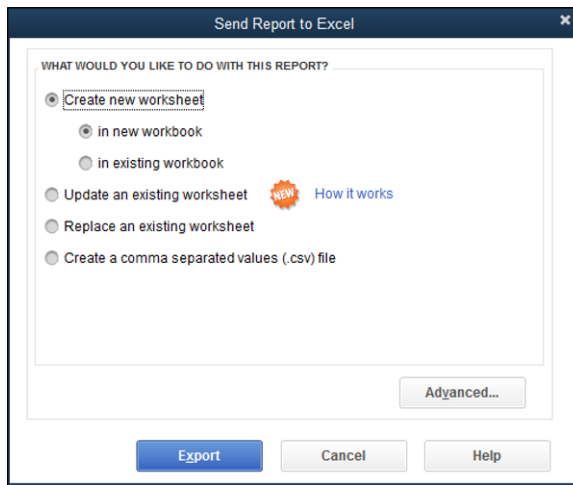 Send Report to Excel
WHAT WOULD YOU LIKE TO DO WITH THIS REPORT?
Create new worksheet
in new workbook
in existing workbook
Update an existing worksheet NEW How it works
Replace an existing worksheet
Create a comma separated values (.csv) file
Advanced...
Export Cancel Help